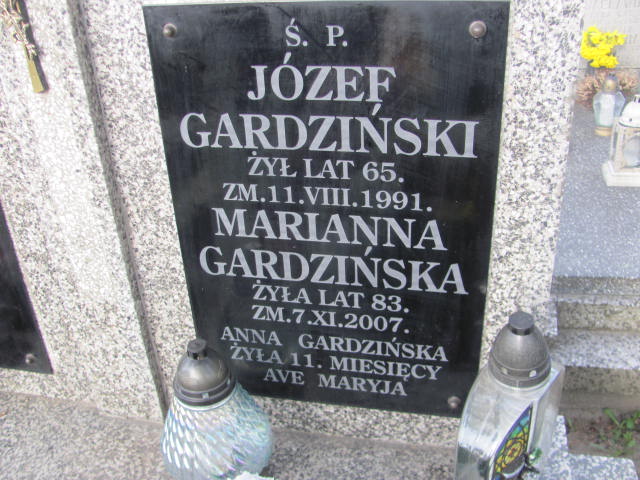 Ś. P.
JÓZEF
GARDZIŃSKI
ŻYŁ LAT 65.
ZM.11.VIII.1991.
MARIANNA
GARDZIŃSKA
ŻYŁA LAT 83.
ZM.7.XI.2007.
ANNA GARDZIŃSKA
ŻYŁA 11. MIESIĘCY
AVE MARYJA